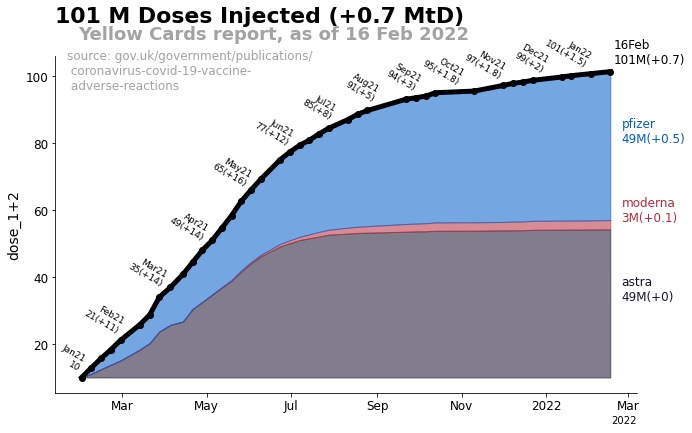 101 M Doses Injected (+0.7 MtD)
Yellow Cards report, as of 16 Feb 2022
source: gov.uk/government/publications/
coronavirus-covid-19-vaccine-
adverse-reactions
dose_1+2
100
80
60
40
20
Jan21
10
Feb21
21(+11)
Mar21
35(+14)
Apr21
49(+14)
May21
65(+16)
Jun21
77(+12)
Jul21
85(+8)
Aug21
91(+5)
Sep21
94(+3)
Oct21
95(+1.8)
Nov21
97(+1.8)
Dec21
99(+2)
Jan22
101(+1.5)
16Feb
101M(+0.7)
pfizer
49M(+0.5)
moderna
3M(+0.1)
astra
49M(+0)
Mar
May
Jul
Sep
Nov
2022
Mar
2022